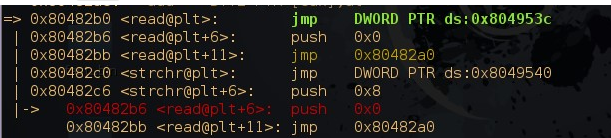 => 0x80482b0 <read@plt>: jmp DWORD PTR ds:0x804953c
| 0x80482b6 <read@plt+6>: push 0x0
| 0x80482bb <read@plt+11>: jmp 0x80482a0
| 0x80482c0 <strchr@plt>: jmp DWORD PTR ds:0x8049540
| 0x80482c6 <strchr@plt+6>: push 0x8
|-> 0x80482b6 <read@plt+6>: push 0x0
0x80482bb <read@plt+11>: jmp 0x80482a0